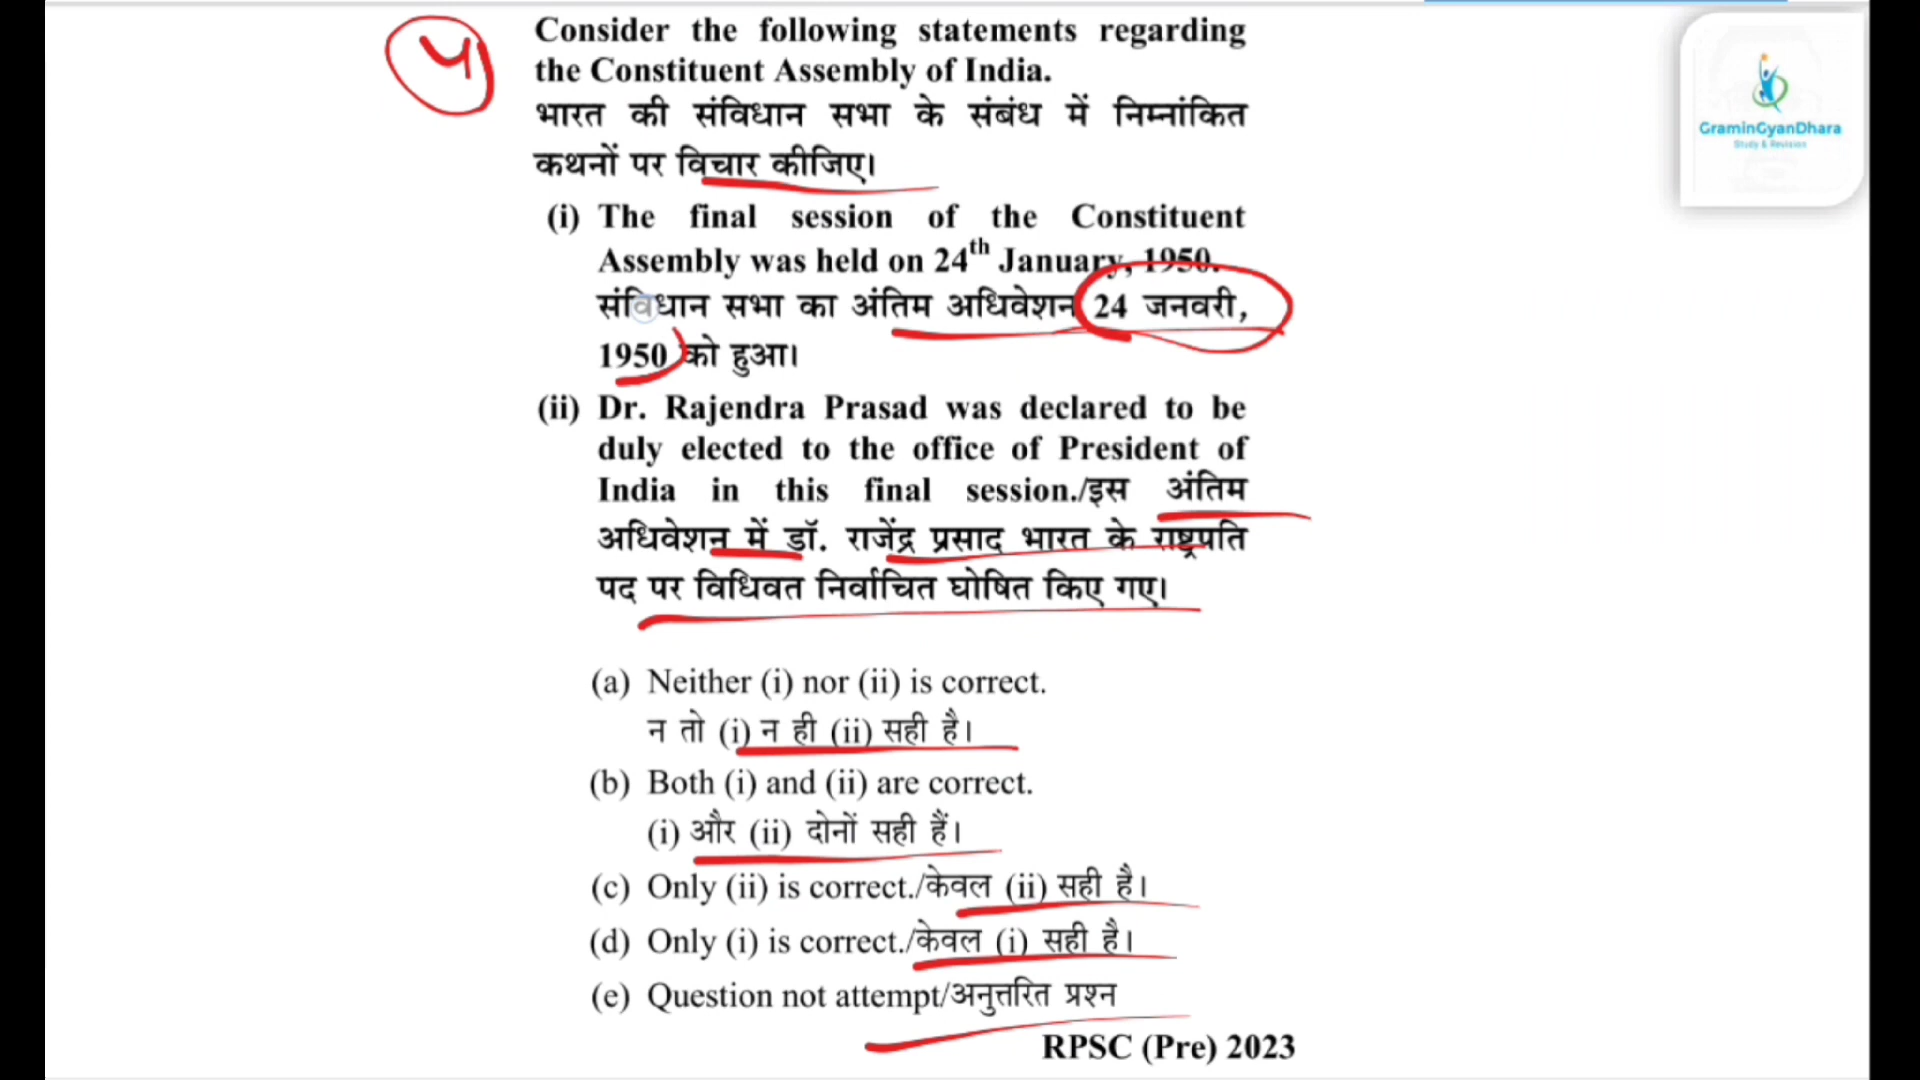 ५
Consider the following statements regarding
the Constituent Assembly of India.
भारत की संविधान सभा के संबंध में निम्नांकित
कथनों पर विचार कीजिए।
(i) The final session of the Constituent
Assembly was held on 24th January, 1950.
संविधान सभा का अंतिम अधिवेशन 24 जनवरी,
1950 को हुआ।
(ii) Dr. Rajendra Prasad was declared to be
duly elected to the office of President of
India in this final session./इस अंतिम
अधिवेशन में डॉ. राजेंद्र प्रसाद भारत के राष्ट्रपति
पद पर विधिवत निर्वाचित घोषित किए गए।
(a) Neither (i) nor (ii) is correct.
न तो (i) न ही (ii) सही है।
(b) Both (i) and (ii) are correct.
(i) और (ii) दोनों सही हैं।
(c) Only (ii) is correct./केवल (ii) सही है।
(d) Only (i) is correct./केवल (i) सही है।
(e) Question not attempt/अनुत्तरित प्रश्न
RPSC (Pre) 2023
GraminGyanDhara
Study & Revision